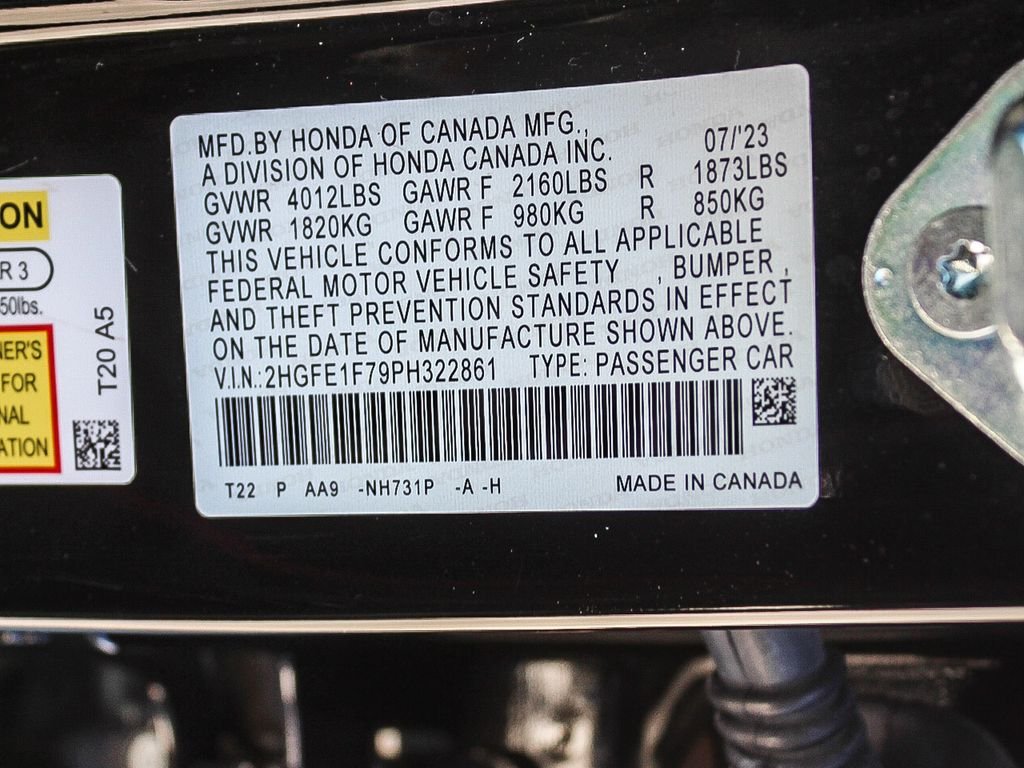 MFD.BY HONDA OF CANADA MFG., 07/'23
A DIVISION OF HONDA CANADA INC.
GVWR 4012LBS GAWR F 2160LBS R 1873LBS
GVWR 1820KG GAWR F 980KG R 850KG
THIS VEHICLE CONFORMS TO ALL APPLICABLE
FEDERAL MOTOR VEHICLE SAFETY , BUMPER ,
AND THEFT PREVENTION STANDARDS IN EFFECT
ON THE DATE OF MANUFACTURE SHOWN ABOVE.
V.I.N.:2HGFE1F79PH322861 TYPE: PASSENGER CAR
T22 P AA9 -NH731P -A -H MADE IN CANADA
ON
R 3
50lbs.
NER'S
FOR
NAL
ATION
T20 A5